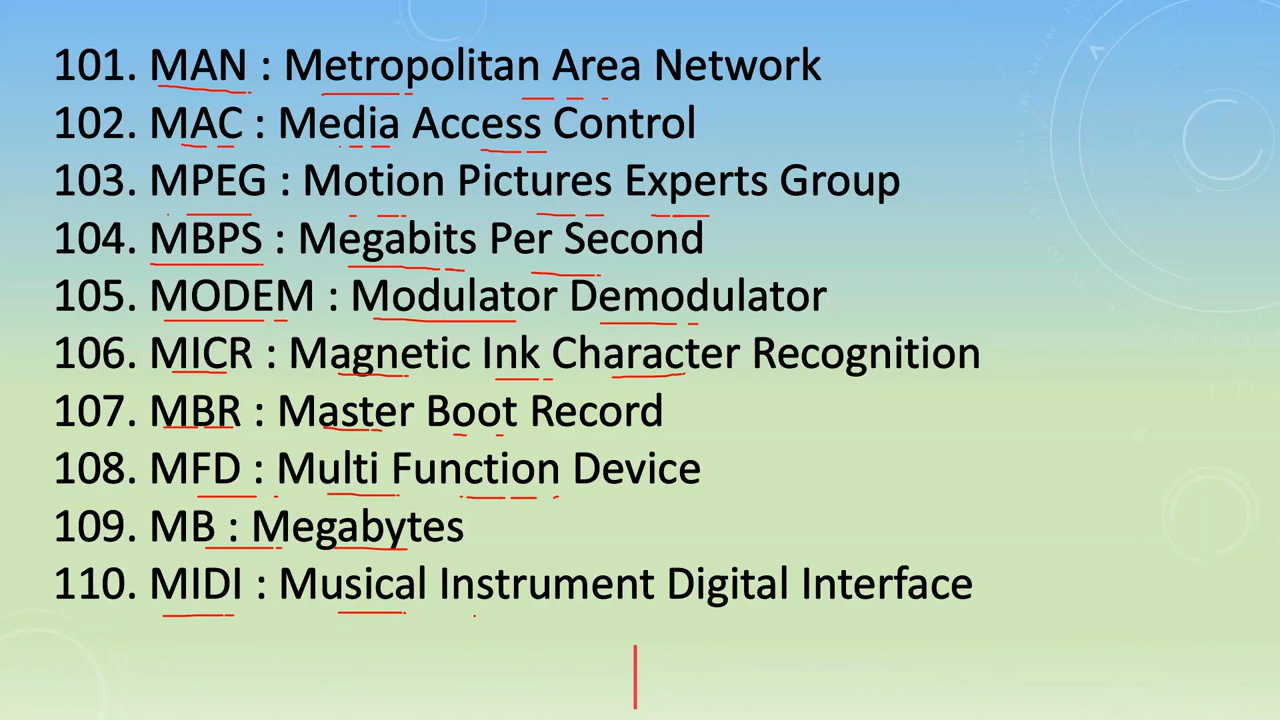 101. MAN : Metropolitan Area Network
102. MAC : Media Access Control
103. MPEG : Motion Pictures Experts Group
104. MBPS : Megabits Per Second
105. MODEM : Modulator Demodulator
106. MICR : Magnetic Ink Character Recognition
107. MBR : Master Boot Record
108. MFD : Multi Function Device
109. MB : Megabytes
110. MIDI : Musical Instrument Digital Interface